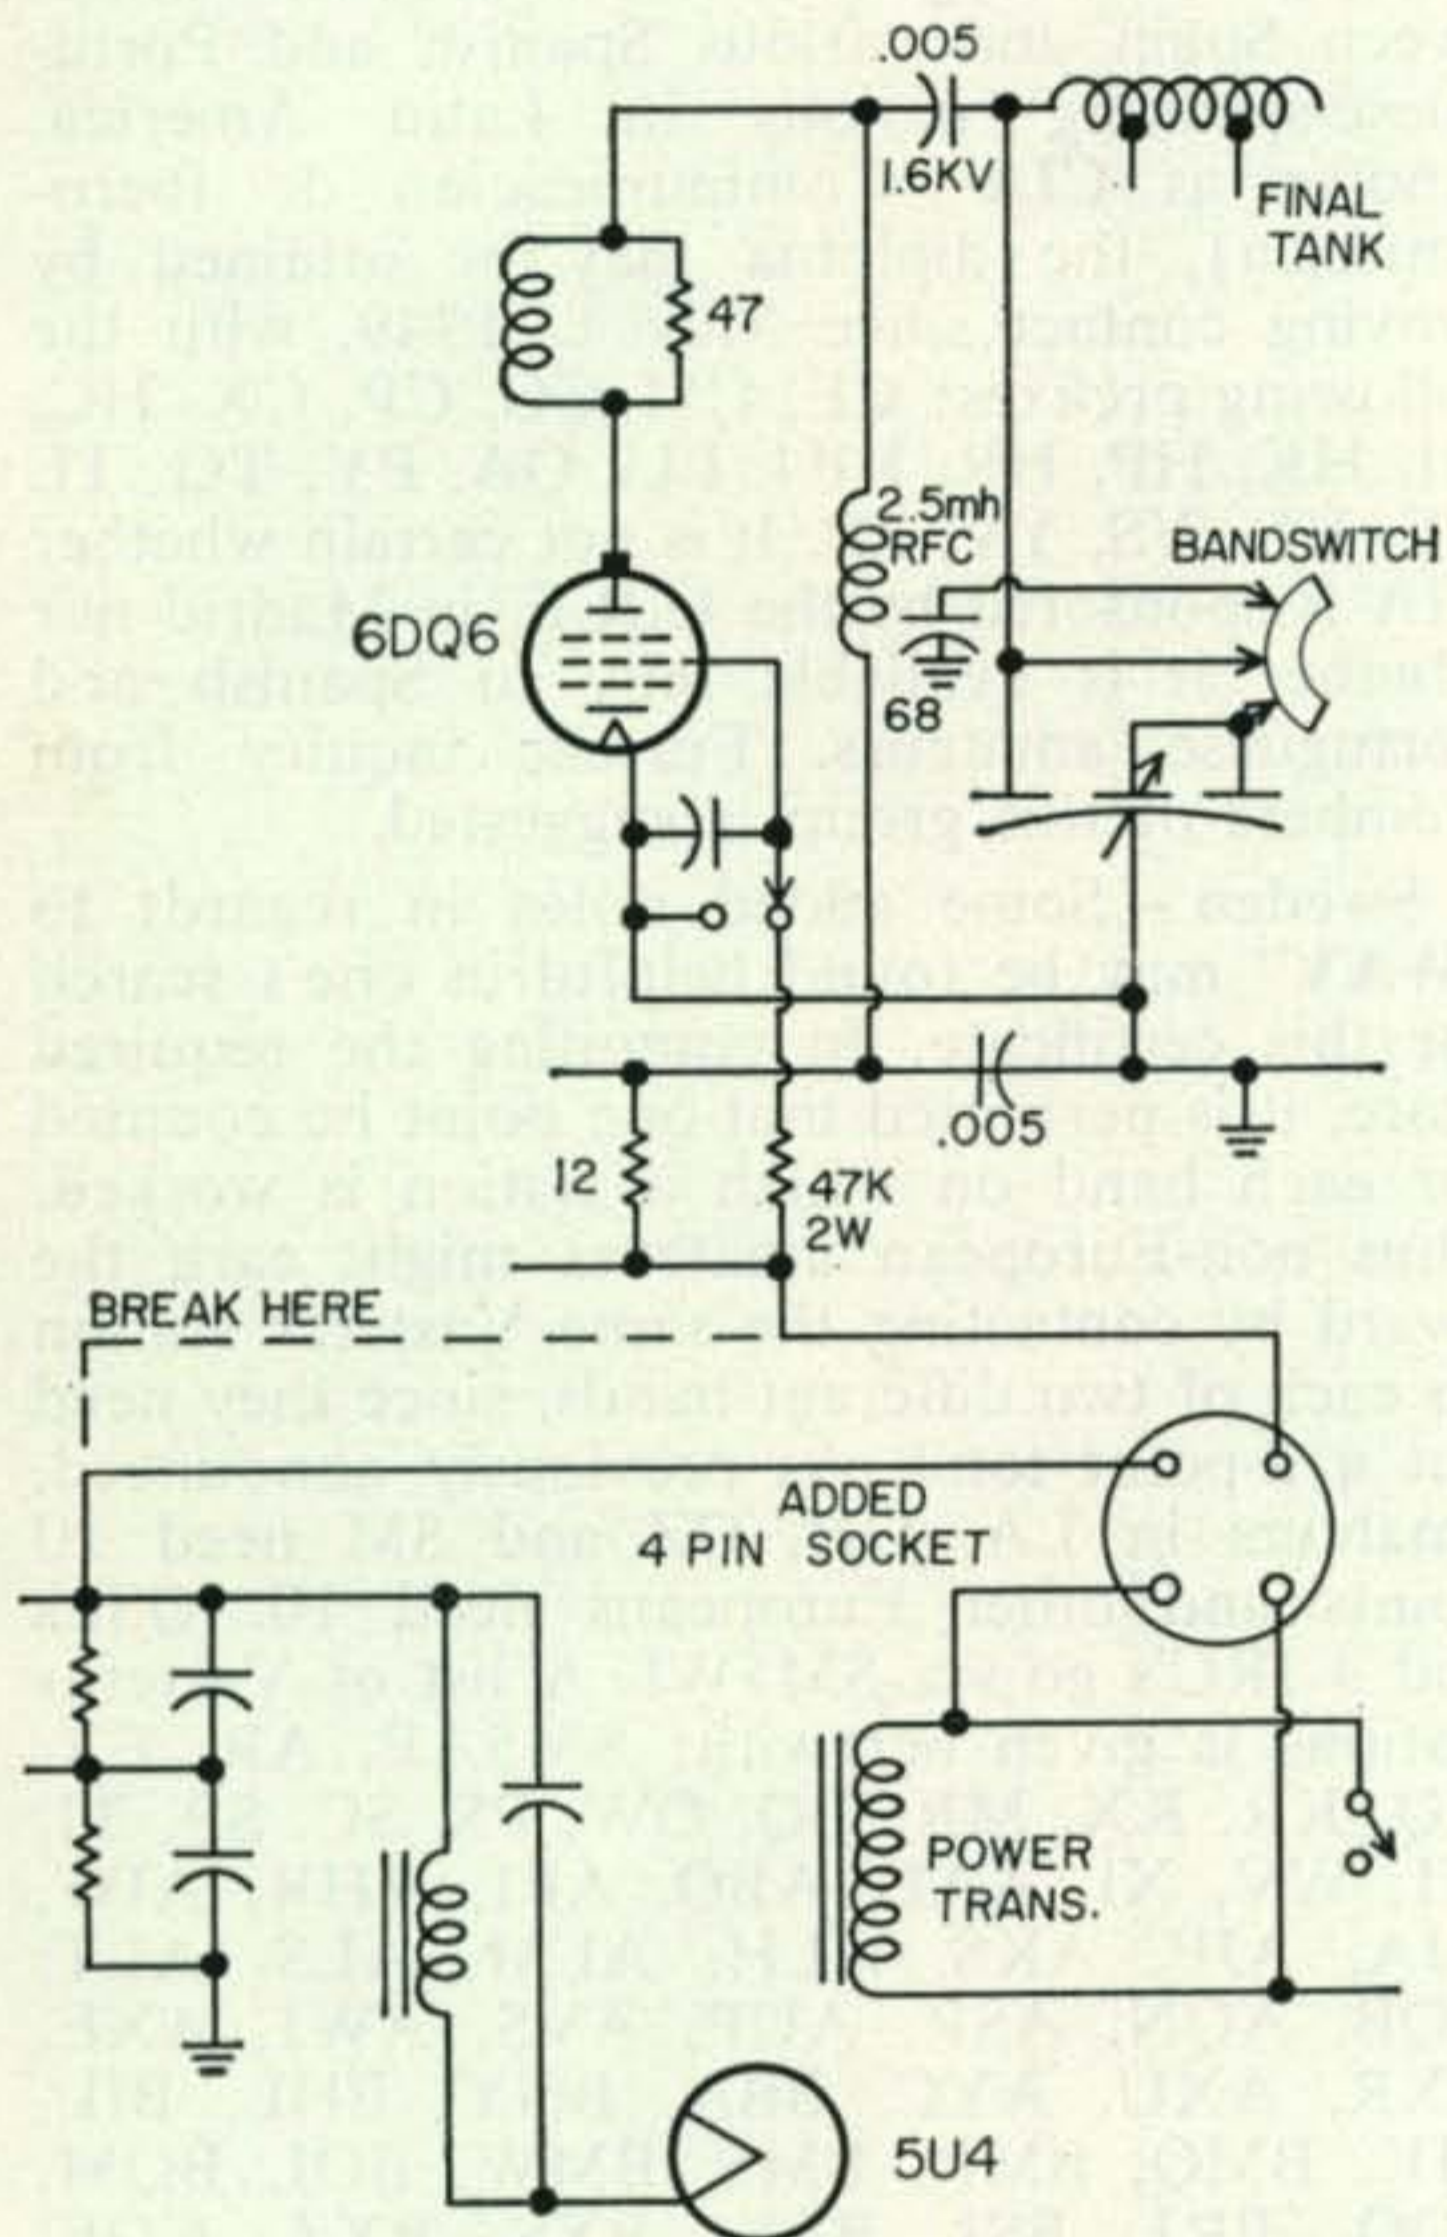 .005
1.6KV
FINAL
TANK
47
2.5mh
RFC
BANDSWITCH
6DQ6
68
.005
12
47K
2W
BREAK HERE
ADDED
4 PIN SOCKET
POWER
TRANS.
5U4